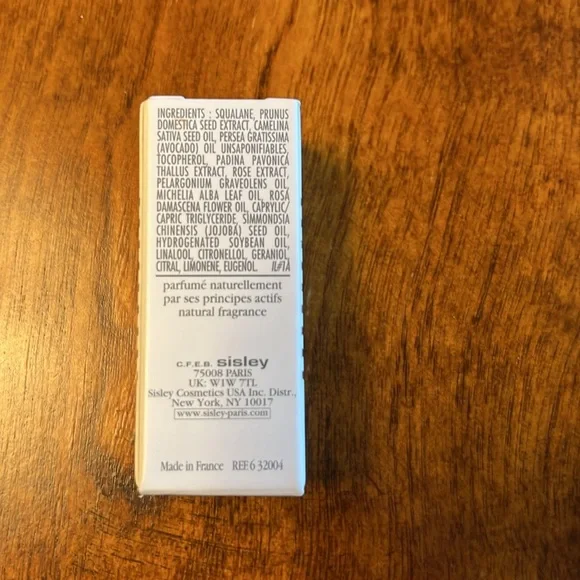 INGREDIENTS : SQUALANE, PRUNUS
DOMESTICA SEED EXTRACT, CAMELINA
SATIVA SEED OIL, PERSEA GRATISSIMA
(AVOCADO) OIL UNSAPONIFIABLES,
TOCOPHEROL, PADINA PAVONICA
THALLUS EXTRACT, ROSE EXTRACT,
PELARGONIUM GRAVEOLENS OIL,
MICHELIA ALBA LEAF OIL, ROSA
DAMASCENA FLOWER OIL, CAPRYLIC/
CAPRIC TRIGLYCERIDE, SIMMONDSIA
CHINENSIS (JOJOBA) SEED OIL,
HYDROGENATED SOYBEAN OIL,
LINALOOL, CITRONELLOL, GERANIOL,
CITRAL, LIMONENE, EUGENOL. IL#1A
parfumé naturellement
par ses principes actifs
natural fragrance
C.F.E.B. sisley
75008 PARIS
UK: W1W 7TL
Sisley Cosmetics USA Inc. Distr.,
New York, NY 10017
www.sisley-paris.com
Made in France REF. 6 32004